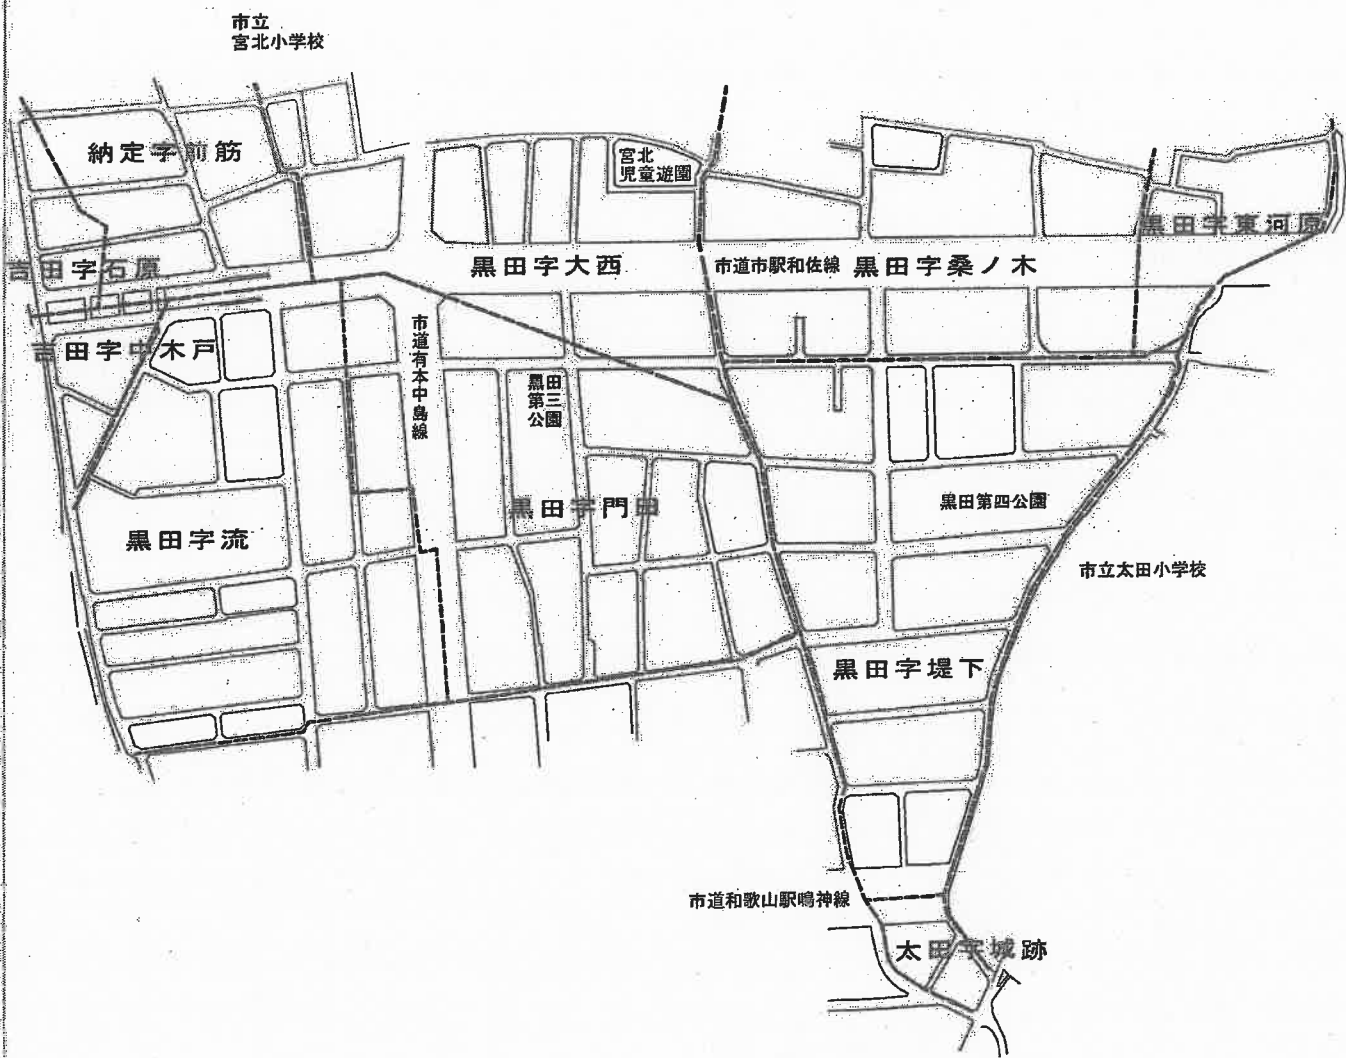 市立
宮北小学校
納定字前筋
宮北
児童遊園
黒田字東河原
吉田字石原
黒田字大西
市道市駅和佐線
黒田字桑ノ木
吉田字中木戸
市道有本中島線
黒田
第三
公園
黒田字門田
黒田第四公園
黒田字流
市立太田小学校
黒田字堤下
市道和歌山駅鳴神線
太田字城跡